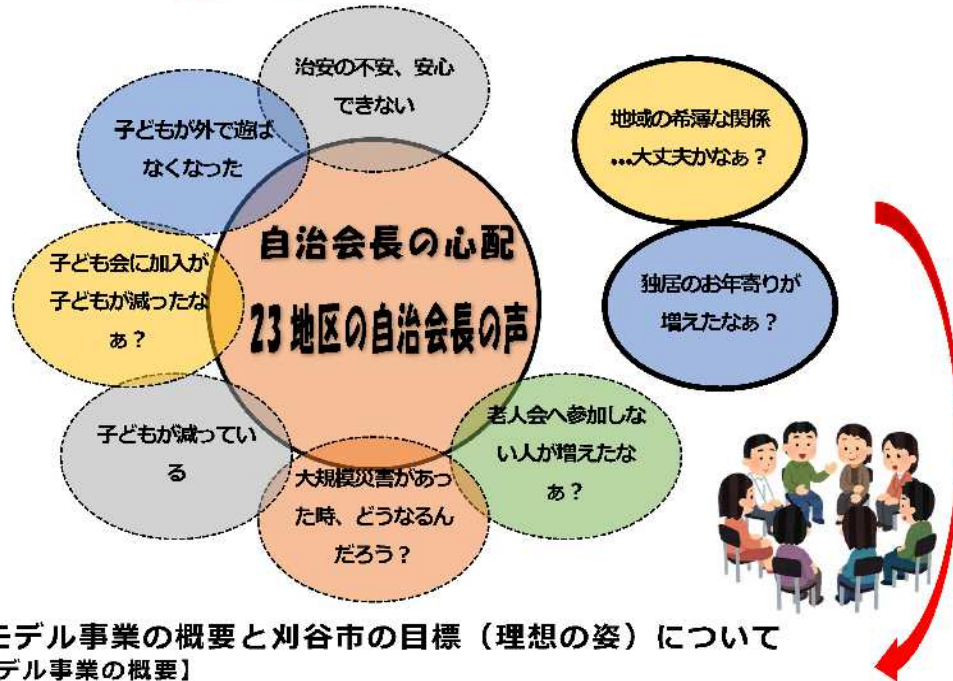 治安の不安、安心
できない
子どもが外で遊ば
なくなった
地域の希薄な関係
…大丈夫かなぁ？
自治会長の心配
23地区の自治会長の声
子ども会に加入が
子どもが減ったな
ぁ？
独居のお年寄りが
増えたなぁ？
子どもが減ってい
る
老人会へ参加しな
い人が増えたな
ぁ？
大規模災害があっ
た時、どうなるん
だろう？
モデル事業の概要と刈谷市の目標（理想の姿）について
デル事業の概要】